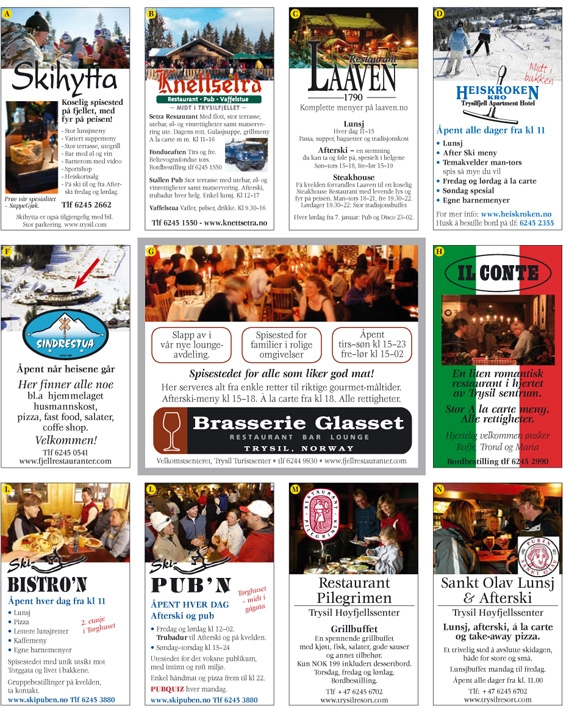 A
Skihytta
Koselig spisested
på fjellet, med
fyr på peisen!
- Stor lunsjmeny
- Variert suppemeny
- Stor terrasse, utegrill
- Bar med øl og vin
- Barnerom med video
- Sportshop
- Heiskortsalg
- På ski til og fra After-
ski fredag og lørdag.
Prøv vår spesialitet
- SuppeGjøk.
Tlf 6245 2662
Skihytta er også tilgjengelig med bil.
Stor parkering. www.trysil.com
B
Knettsetra
Restaurant - Pub - Vaffelstue
– MIDT I TRYSILFJELLET –
Setra Restaurant Med flott, stor terrasse,
utebar, øl- og vinrettigheter samt matserver-
ing ute. Dagens rett. Gulasjsuppe, grillmeny
A la carte m m. Kl 11–16
Fondueaften Tirs og fre.
Beltevognsfondue tors.
Bordbestilling 6245 1550
Stallen Pub Stor terrasse med utebar, øl- og
vinrettigheter samt matservering. Afterski,
trubadur hver helg. Enkel lunsj. Kl 12–17
Vaffelstua Vafler, pølser, drikke. Kl 9.30–16
Tlf 6245 1550 - www.knettsetra.no
C
Restaurant
LAAVEN
1790
Komplette menyer på laaven.no
Lunsj
Hver dag 11–15
Pasta, supper, baguetter og tradisjonskost
Afterski – en stemning
du kan ta og føle på, spesielt i helgene
Søn–tors 15–18, fre–lør 15–19
Steakhouse
På kvelden forvandles Laaven til en koselig
Steakhouse Restaurant med levende lys og
fyr på peisen. Man–tors 18–21, fre 19.30–22.
Lørdager 19.30–22: Stor tradisjonsbuffet
Hver lørdag fra 7. januar: Pub og Disco 23–02.
D
Midt i
bakken
HEISKROKEN
KRO
Trysilfjell Apartment Hotel
Åpent alle dager fra kl 11
• Lunsj
• After Ski meny
• Temakvelder man-tors
spis så mye du vil
• Fredag og lørdag à la carte
• Søndag spesial
• Egne barnemenyer
For mer info: www.heiskroken.no
Husk å bestille bord på df: 6245 2355
F
SINDRESTUA
Åpent når heisene går
Her finner alle noe
bl.a hjemmelaget
husmannskost,
pizza, fast food, salater,
coffe shop.
Velkommen!
Tlf 6245 0541
www.fjellrestauranter.com
G
Slapp av i
vår nye lounge-
avdeling.
Spisested for
familier i rolige
omgivelser
Åpent
tirs–søn kl 15–23
fre–lør kl 15–02
Spisestedet for alle som liker god mat!
Her serveres alt fra enkle retter til riktige gourmet-måltider.
Afterski-meny kl 15–18. À la carte fra kl 18. Alle rettigheter.
Brasserie Glasset
RESTAURANT BAR LOUNGE
TRYSIL, NORWAY
Velkomstsenteret, Trysil Turistsenter • tlf 6244 9930 • www.fjellrestauranter.com
H
IL CONTE
En liten romantisk
restaurant i hjertet
av Trysil sentrum.
Stor A la carte meny.
Alle rettigheter.
Hjertelig velkommen ønsker
Raffe, Trond og Maria
Bordbestilling tlf 6245 2990
L
Ski-
BISTRO'N
Åpent hver dag fra kl 11
• Lunsj
• Pizza
• Lettere lunsjretter
• Kaffemeny
• Egne barnemenyer
2. etasje
i Torghuset
Spisestedet med unik utsikt mot
Torggata og livet i bakkene.
Gruppebestillinger på kvelden,
ta kontakt.
www.skipuben.no Tlf 6245 3880
L
Ski-
PUB'N
Torghuset
– midt i
gågata
ÅPENT HVER DAG
Afterski og pub
• Fredag og lørdag kl 12–02.
Trubadur til Afterski og på kvelden.
• Søndag–torsdag kl 15–24
Utestedet for det voksne publikum,
med intimt og røft miljø.
Enkel håndmat og pizza frem til kl 22.
PUBQUIZ hver mandag.
www.skipuben.no Tlf 6245 3880
M
RESTAURANT
PILEGRIMEN
Restaurant
Pilegrimen
Trysil Høyfjellssenter
Grillbuffet
En spennende grillbuffet
med kjøtt, fisk, salater, gode sauser
og annet tilbehør.
Kun NOK 199 inkludert dessertbord.
Torsdag, fredag og lørdag.
Bordbestilling.
Tlf + 47 6245 6702
www.trysilresort.com
N
PUBEN
SANKT OLAV
Sankt Olav Lunsj
& Afterski
Trysil Høyfjellssenter
Lunsj, afterski, á la carte
og take-away pizza.
Et trivelig sted å avslute skidagen,
både for store og små.
Lunsjbuffet mandag til fredag.
Åpent alle dager fra kl. 11.00
Tlf: + 47 6245 6702
www.trysilresort.com